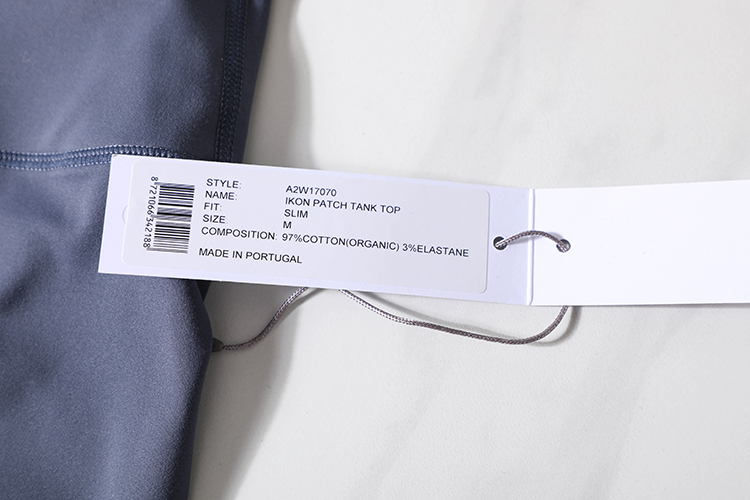 STYLE: A2W17070
NAME: IKON PATCH TANK TOP
FIT: SLIM
SIZE: M
COMPOSITION: 97%COTTON(ORGANIC) 3%ELASTANE
MADE IN PORTUGAL
8721066342188